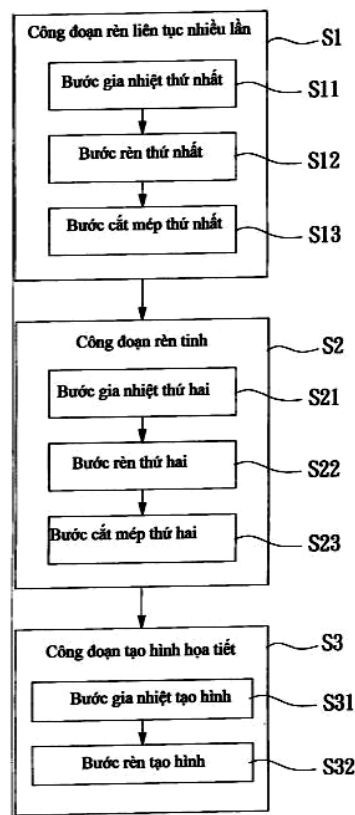 Công đoạn rèn liên tục nhiều lần
S1
Bước gia nhiệt thứ nhất
S11
Bước rèn thứ nhất
S12
Bước cắt mép thứ nhất
S13
Công đoạn rèn tinh
S2
Bước gia nhiệt thứ hai
S21
Bước rèn thứ hai
S22
Bước cắt mép thứ hai
S23
Công đoạn tạo hình họa tiết
S3
Bước gia nhiệt tạo hình
S31
Bước rèn tạo hình
S32